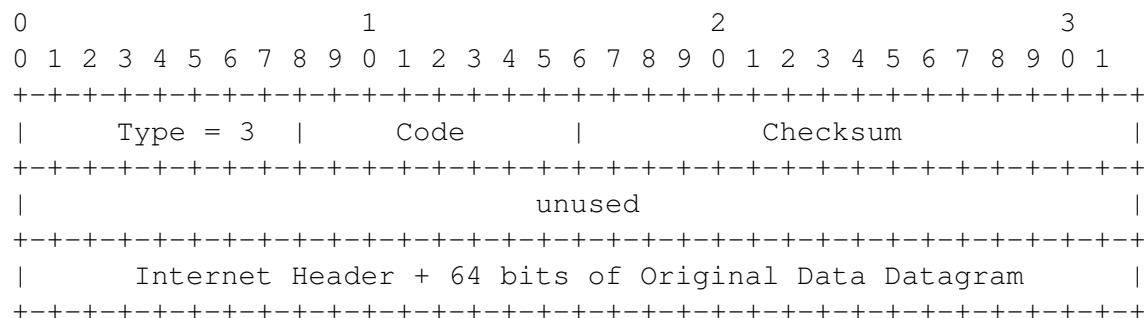 0                   1                   2                   3
0 1 2 3 4 5 6 7 8 9 0 1 2 3 4 5 6 7 8 9 0 1 2 3 4 5 6 7 8 9 0 1
+-+-+-+-+-+-+-+-+-+-+-+-+-+-+-+-+-+-+-+-+-+-+-+-+-+-+-+-+-+-+-+-+
|     Type = 3  |     Code      |          Checksum             |
+-+-+-+-+-+-+-+-+-+-+-+-+-+-+-+-+-+-+-+-+-+-+-+-+-+-+-+-+-+-+-+-+
|                             unused                            |
+-+-+-+-+-+-+-+-+-+-+-+-+-+-+-+-+-+-+-+-+-+-+-+-+-+-+-+-+-+-+-+-+
|      Internet Header + 64 bits of Original Data Datagram      |
+-+-+-+-+-+-+-+-+-+-+-+-+-+-+-+-+-+-+-+-+-+-+-+-+-+-+-+-+-+-+-+-+